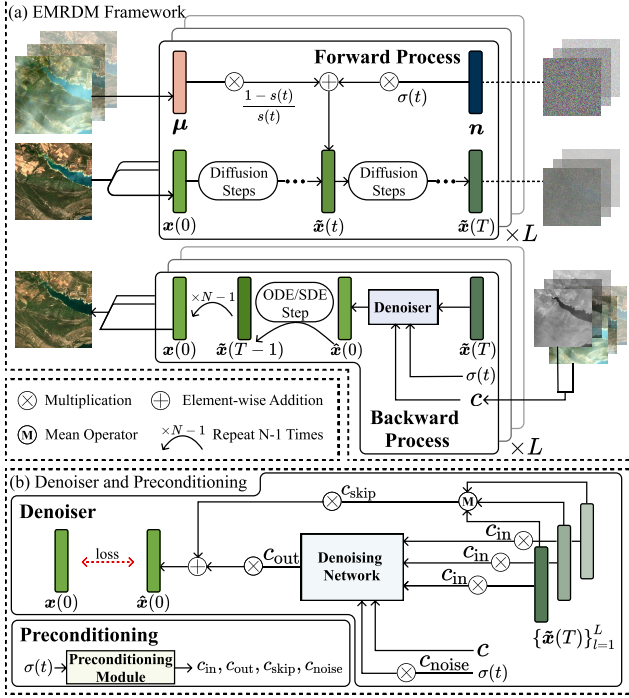 (a) EMRDM Framework
Forward Process
1 − s(t)
s(t)
σ(t)
μ
n
Diffusion Steps
Diffusion Steps
x(0)
x̃(t)
x̃(T)
×L
×N − 1
ODE/SDE Step
Denoiser
x(0)
x̃(T − 1)
x̂(0)
x̃(T)
σ(t)
c
Backward Process
×L
Multiplication
Element-wise Addition
M Mean Operator
×N − 1
Repeat N-1 Times
(b) Denoiser and Preconditioning
Denoiser
c_skip
M
loss
c_out
Denoising Network
c_in
c_in
c_in
x(0)
x̂(0)
{x̃(T)}_{l=1}^{L}
c
c_noise
σ(t)
Preconditioning
σ(t)
Preconditioning Module
c_in, c_out, c_skip, c_noise